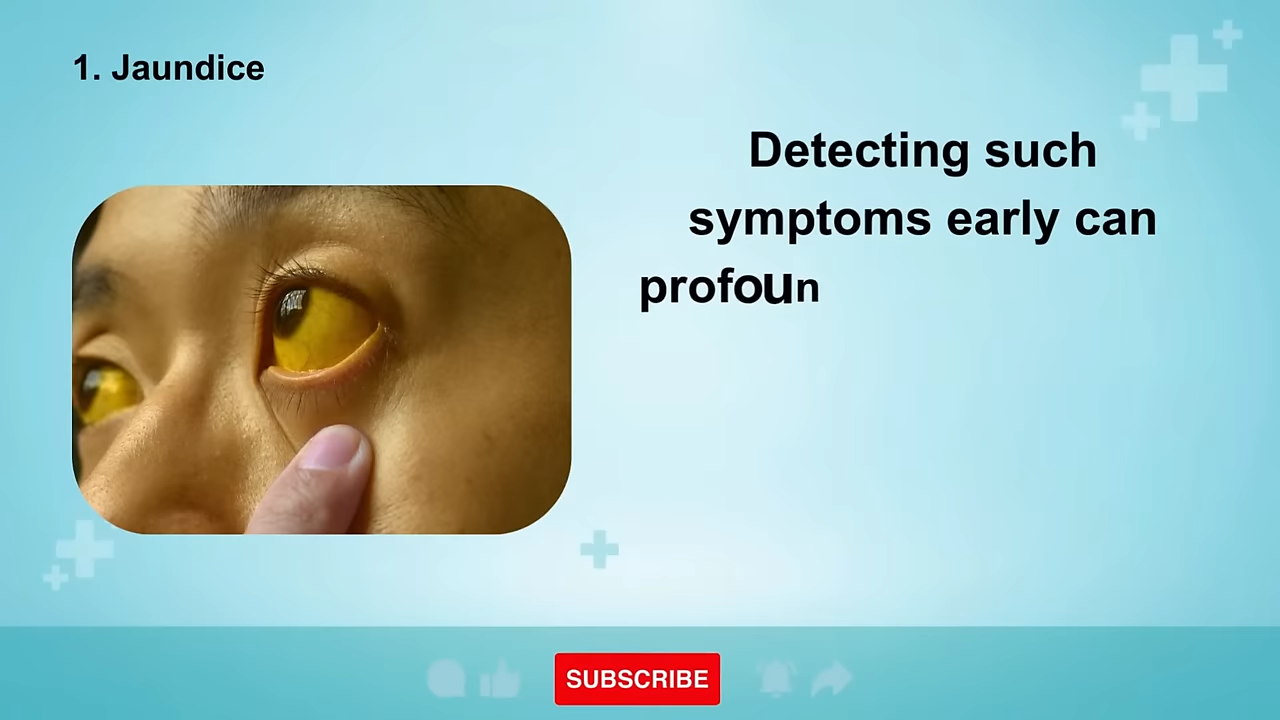 1. Jaundice
Detecting such
symptoms early can
profoun
SUBSCRIBE